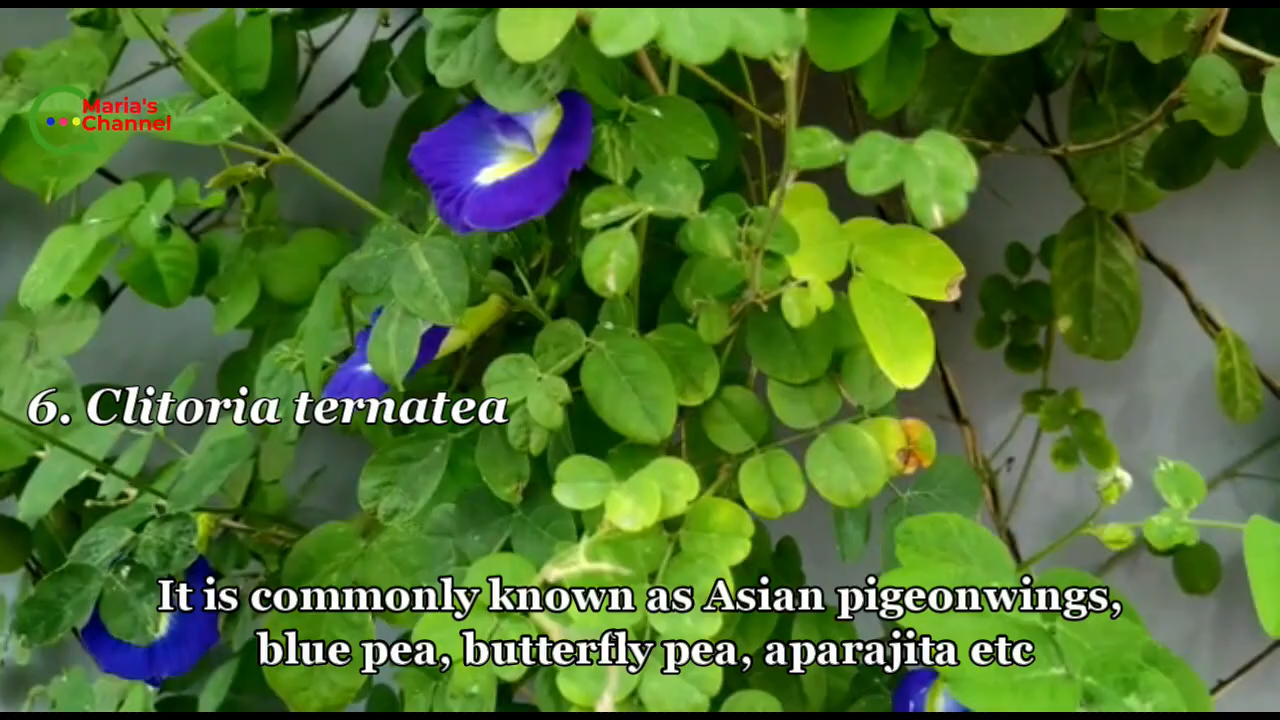 Maria's
Channel
6. Clitoria ternatea
It is commonly known as Asian pigeonwings,
blue pea, butterfly pea, aparajita etc